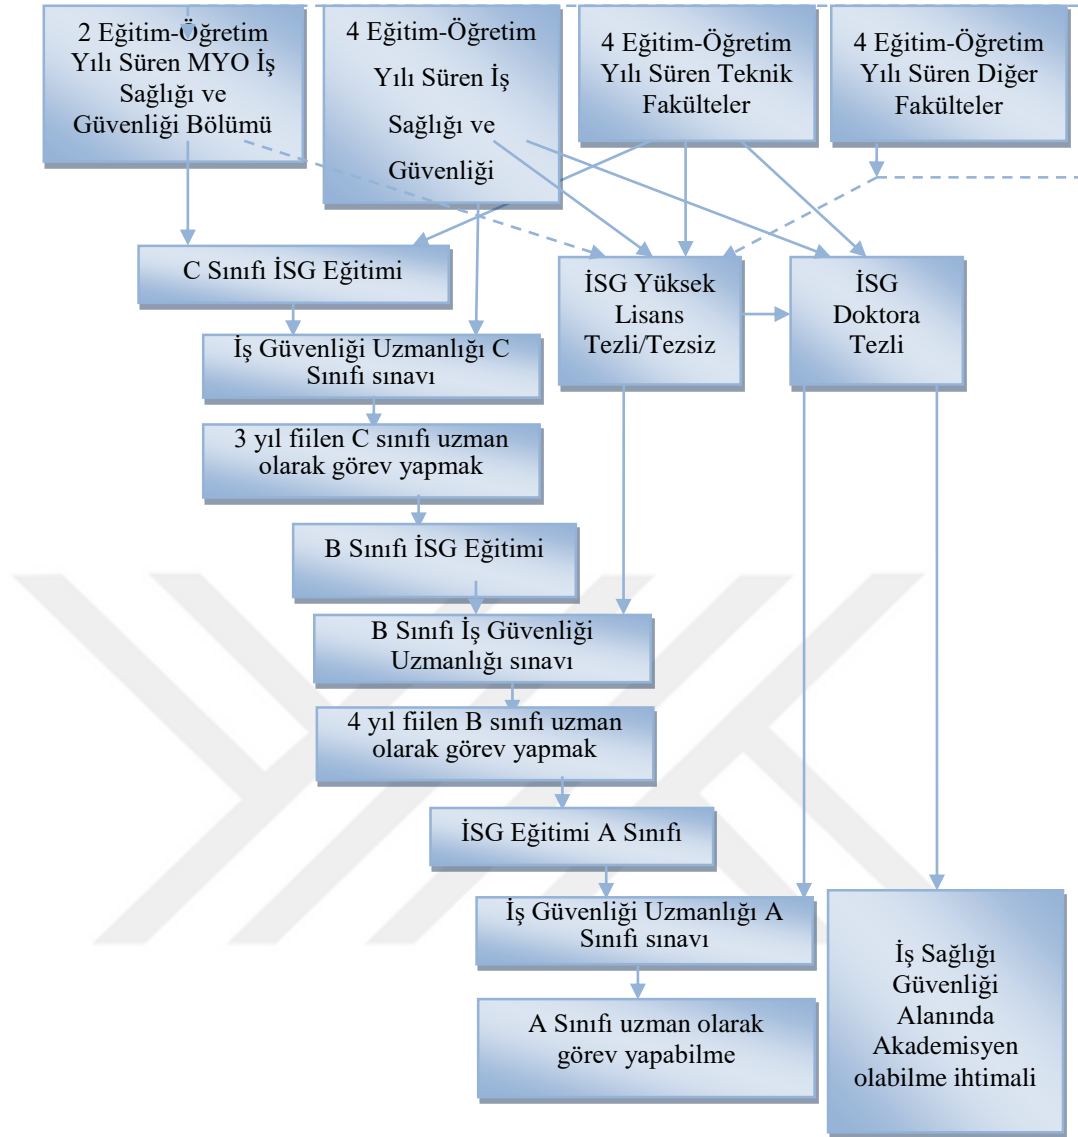 2 Eğitim-Öğretim
Yılı Süren MYO İş
Sağlığı ve
Güvenliği Bölümü
4 Eğitim-Öğretim
Yılı Süren İş
Sağlığı ve
Güvenliği
4 Eğitim-Öğretim
Yılı Süren Teknik
Fakülteler
4 Eğitim-Öğretim
Yılı Süren Diğer
Fakülteler
C Sınıfı İSG Eğitimi
İSG Yüksek
Lisans
Tezli/Tezsiz
İSG
Doktora
Tezli
İş Güvenliği Uzmanlığı C
Sınıfı sınavı
3 yıl fiilen C sınıfı uzman
olarak görev yapmak
B Sınıfı İSG Eğitimi
B Sınıfı İş Güvenliği
Uzmanlığı sınavı
4 yıl fiilen B sınıfı uzman
olarak görev yapmak
İSG Eğitimi A Sınıfı
İş Güvenliği Uzmanlığı A
Sınıfı sınavı
A Sınıfı uzman olarak
görev yapabilme
İş Sağlığı
Güvenliği
Alanında
Akademisyen
olabilme ihtimali